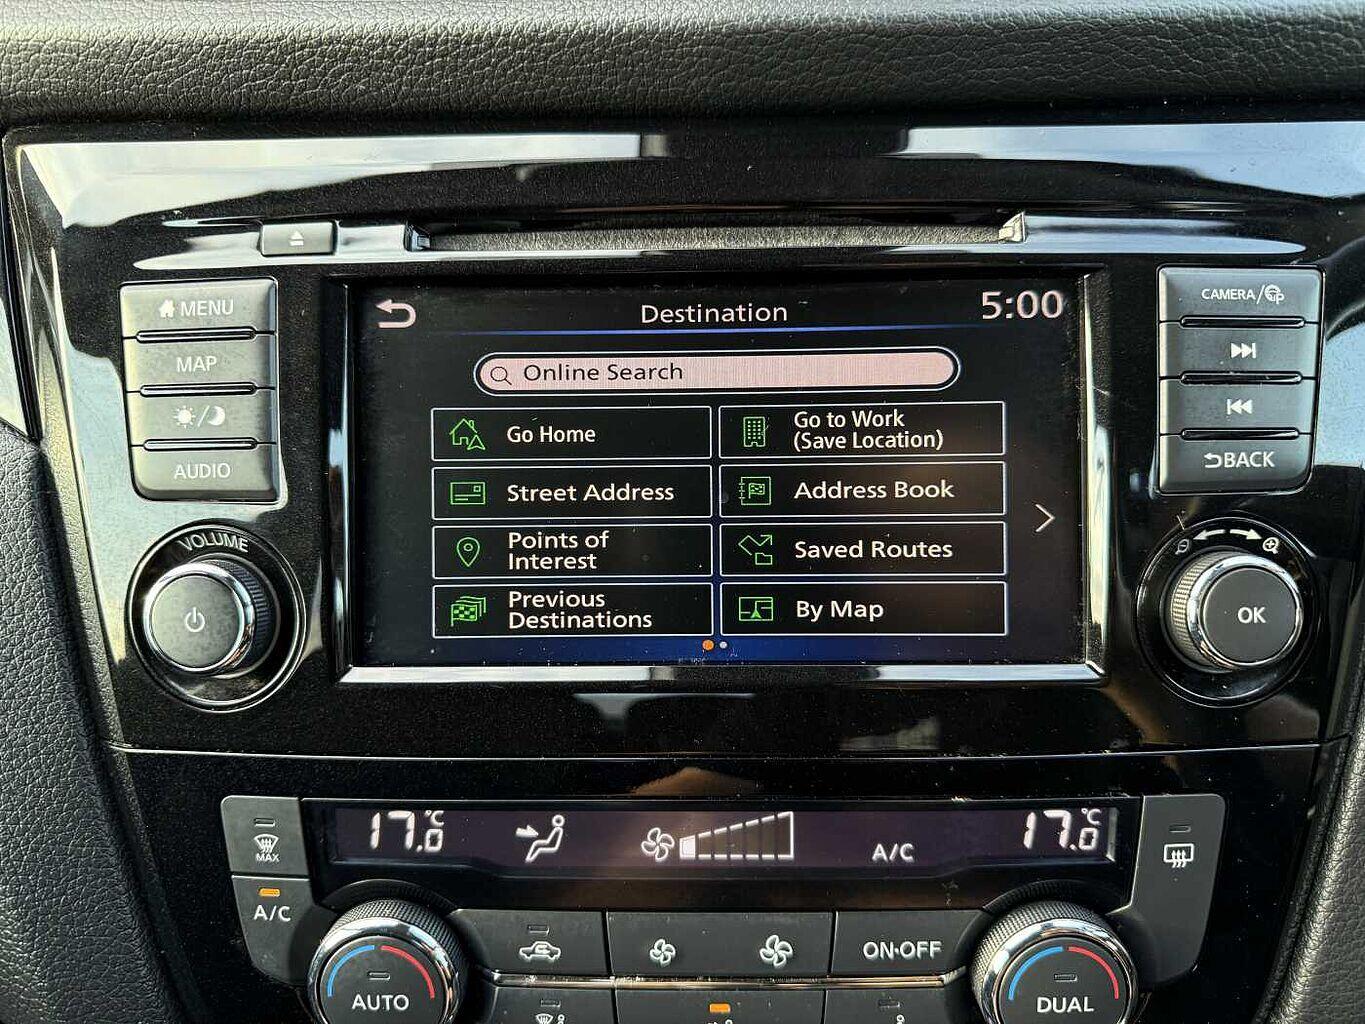 MENU
MAP
AUDIO
VOLUME
Destination
5:00
Online Search
Go Home
Go to Work
(Save Location)
Street Address
Address Book
Points of
Interest
Saved Routes
Previous
Destinations
By Map
CAMERA/
BACK
OK
17.0°C
A/C
17.0°C
MAX
A/C
ON·OFF
AUTO
DUAL